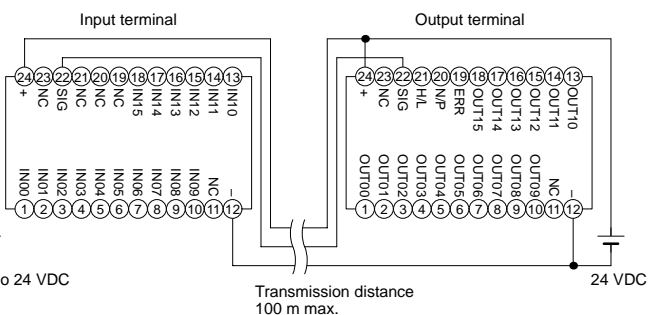 Input terminal
Output terminal
24 23 22 21 20 19 18 17 16 15 14 13
+ NC SIG NC NC NC IN15 IN14 IN13 IN12 IN11 IN10
IN00 IN01 IN02 IN03 IN04 IN05 IN06 IN07 IN08 IN09 NC –
1 2 3 4 5 6 7 8 9 10 11 12
24 23 22 21 20 19 18 17 16 15 14 13
+ NC SIG H/L N/P ERR OUT15 OUT14 OUT13 OUT12 OUT11 OUT10
OUT00 OUT01 OUT02 OUT03 OUT04 OUT05 OUT06 OUT07 OUT08 OUT09 NC –
1 2 3 4 5 6 7 8 9 10 11 12
o 24 VDC
24 VDC
Transmission distance
100 m max.